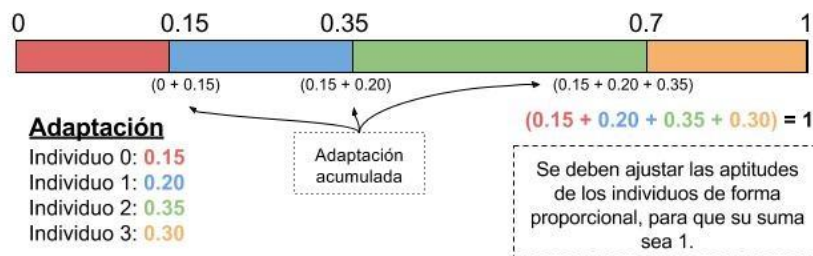 0 0.15 0.35 0.7 1
(0 + 0.15) (0.15 + 0.20) (0.15 + 0.20 + 0.35)
(0.15 + 0.20 + 0.35 + 0.30) = 1
Adaptación
Individuo 0: 0.15
Individuo 1: 0.20
Individuo 2: 0.35
Individuo 3: 0.30
Adaptación
acumulada
Se deben ajustar las aptitudes
de los individuos de forma
proporcional, para que su suma
sea 1.